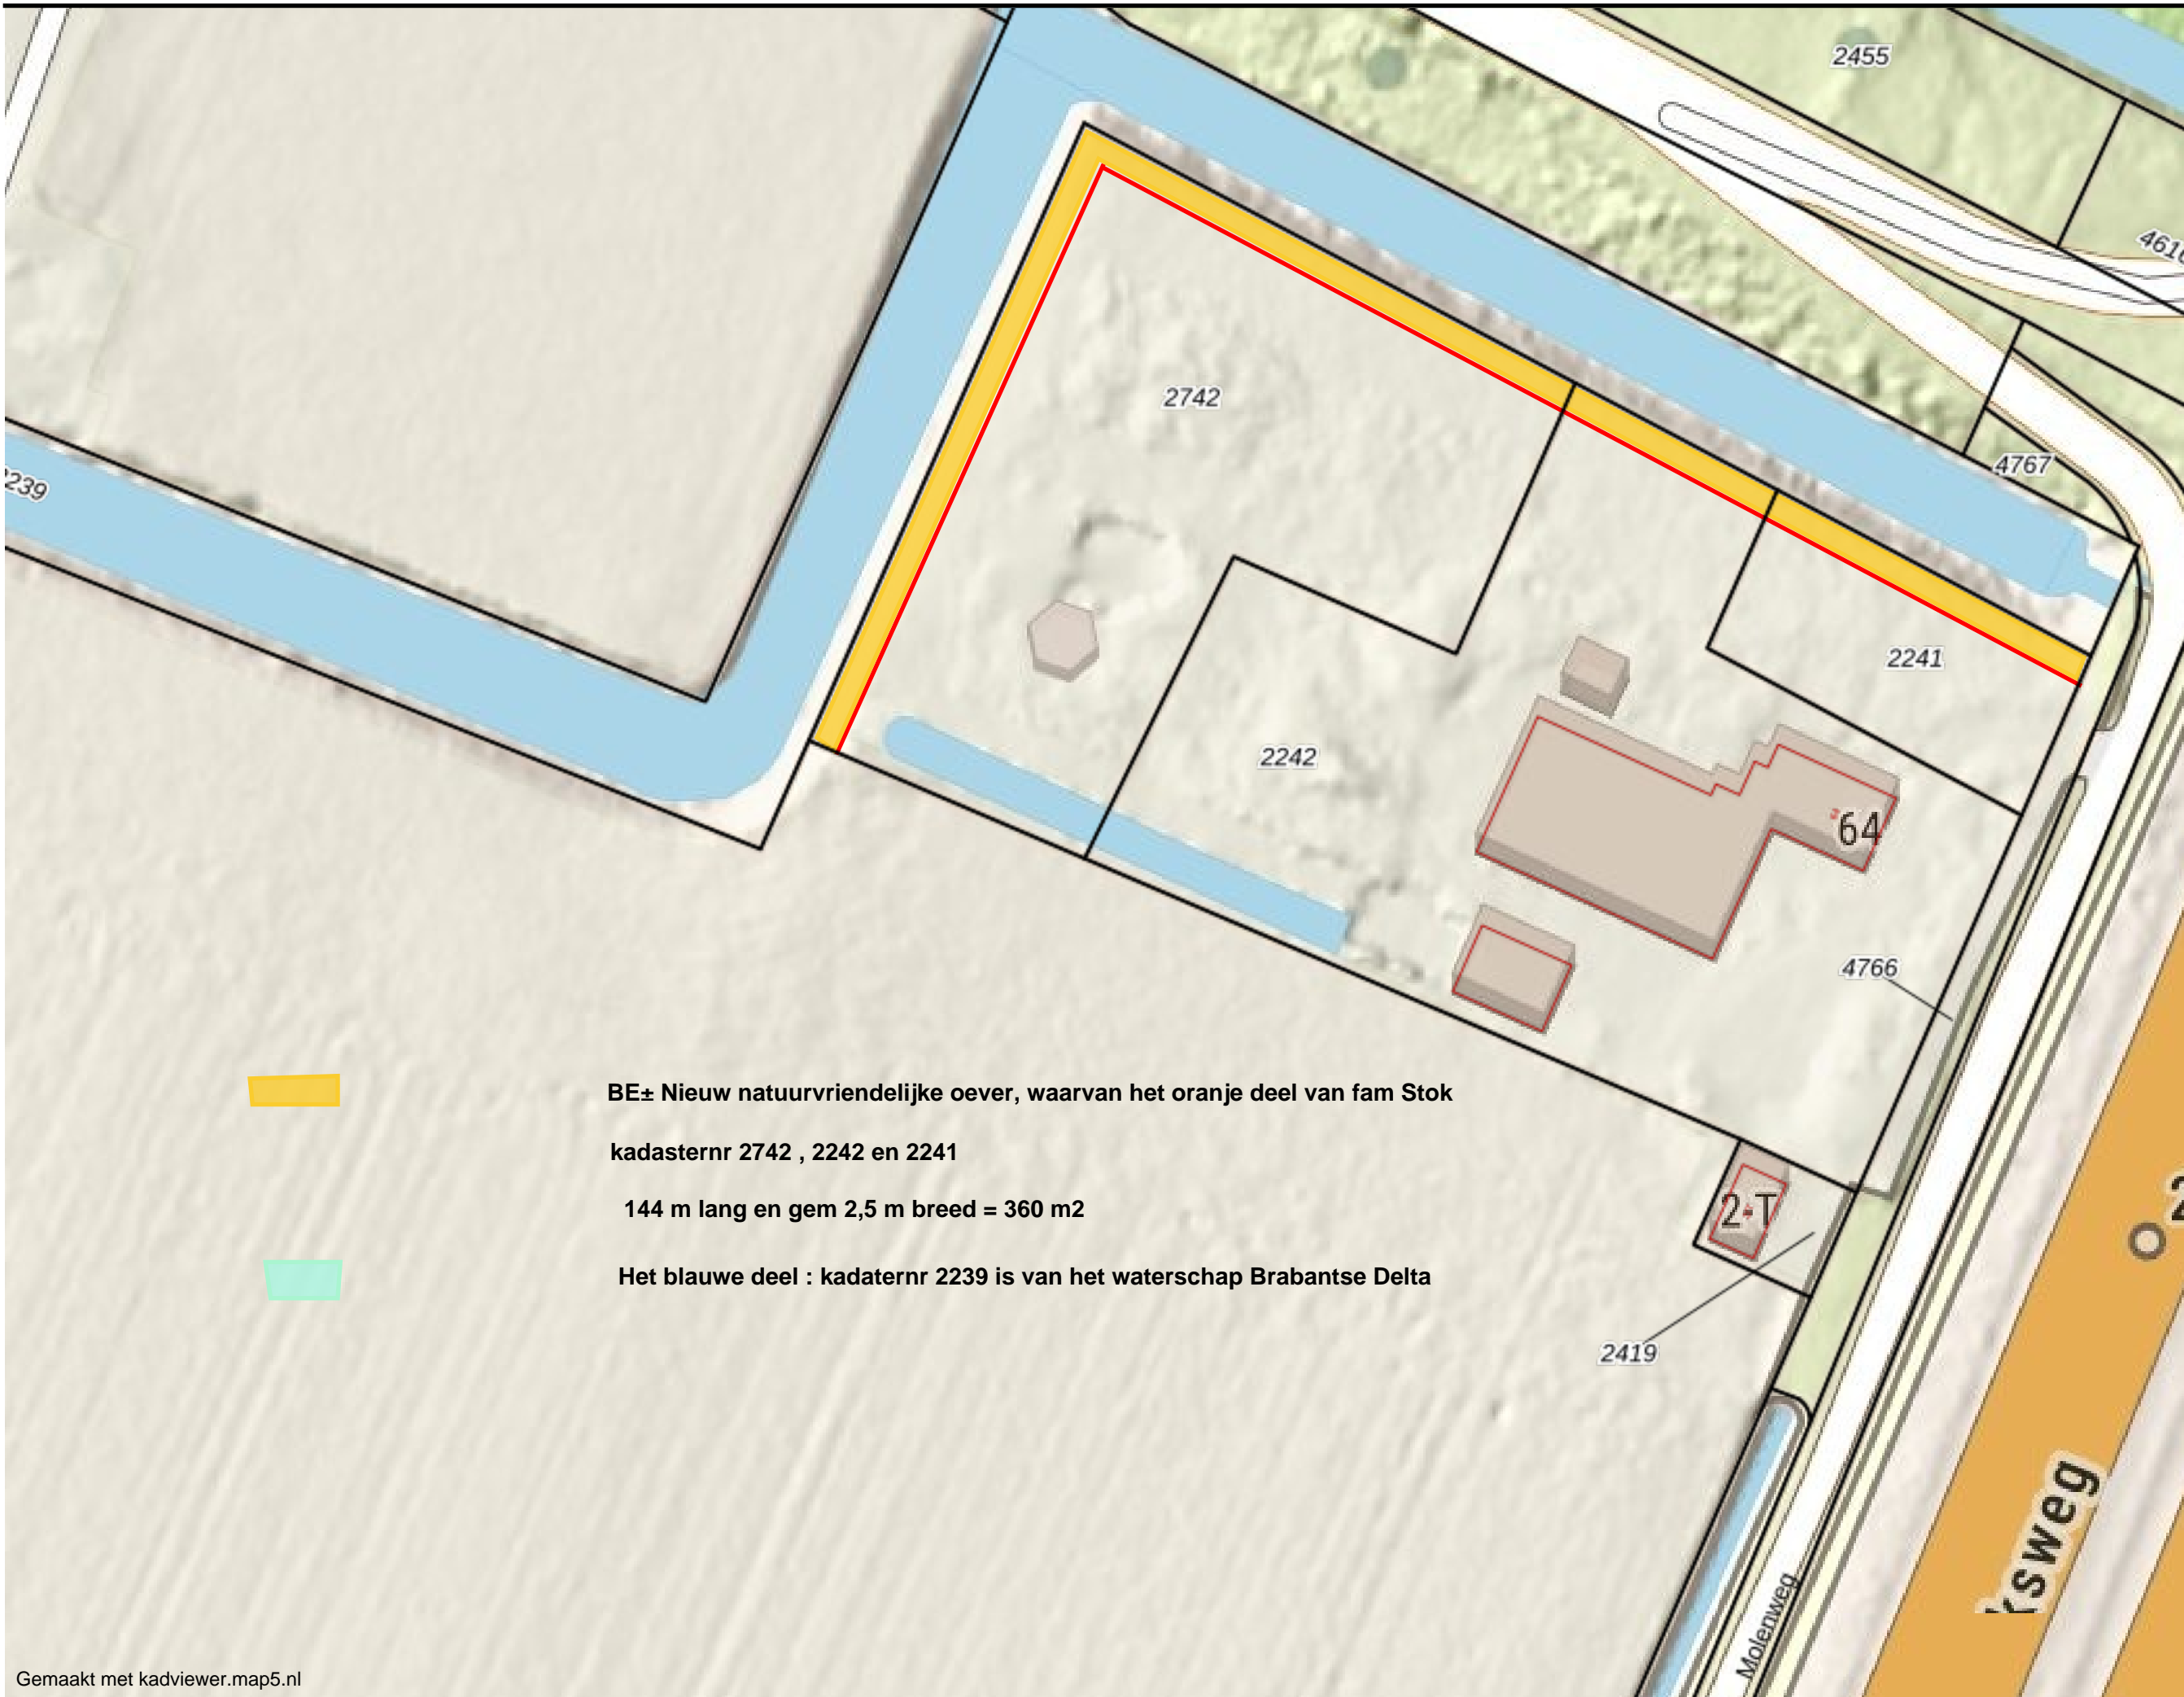 2455
2742
4767
2241
2242
64
4766
BE± Nieuw natuurvriendelijke oever, waarvan het oranje deel van fam Stok
kadasternr 2742 , 2242 en 2241
144 m lang en gem 2,5 m breed = 360 m2
2-T
Het blauwe deel : kadaternr 2239 is van het waterschap Brabantse Delta
2419
ksweg
Molenweg
Gemaakt met kadviewer.map5.nl